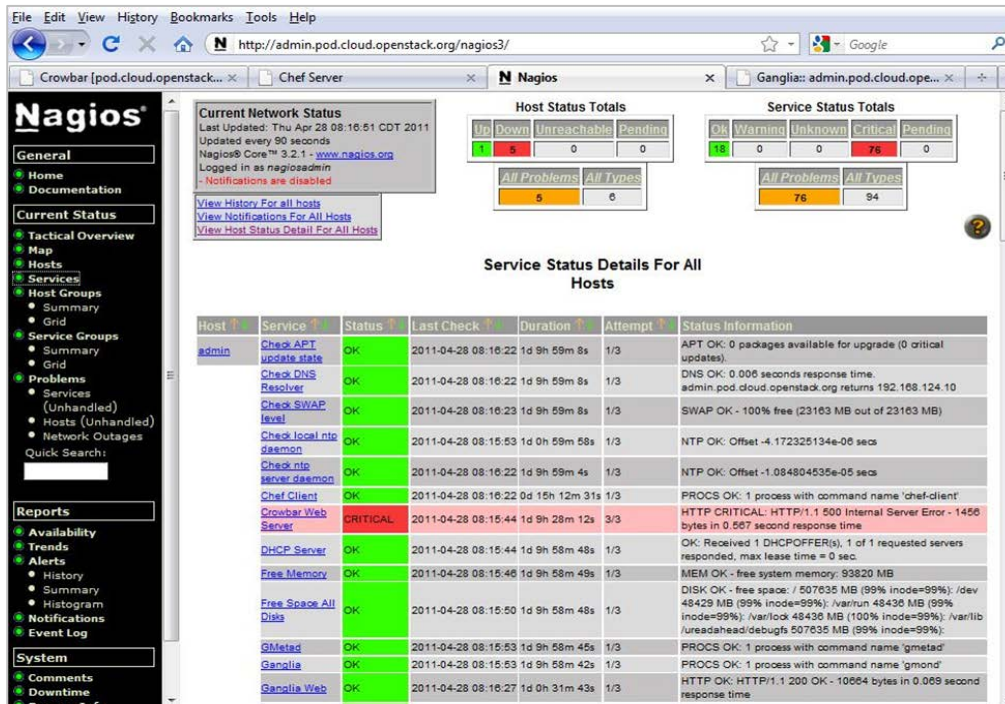 File Edit View History Bookmarks Tools Help
N http://admin.pod.cloud.openstack.org/nagios3/
Google
Crowbar [pod.cloud.openstack... ×
Chef Server ×
N Nagios ×
Ganglia:: admin.pod.cloud.ope... ×
Nagios®
General
Home
Documentation
Current Status
Tactical Overview
Map
Hosts
Services
Host Groups
Summary
Grid
Service Groups
Summary
Grid
Problems
Services
(Unhandled)
Hosts (Unhandled)
Network Outages
Quick Search:
Reports
Availability
Trends
Alerts
History
Summary
Histogram
Notifications
Event Log
System
Comments
Downtime
Current Network Status
Last Updated: Thu Apr 28 08:16:51 CDT 2011
Updated every 90 seconds
Nagios® Core™ 3.2.1 - www.nagios.org
Logged in as nagiosadmin
- Notifications are disabled
View History For all hosts
View Notifications For All Hosts
View Host Status Detail For All Hosts
Host Status Totals
Up Down Unreachable Pending
1 5 0 0
All Problems All Types
5 6
Service Status Totals
Ok Warning Unknown Critical Pending
18 0 0 76 0
All Problems All Types
76 94
?
Service Status Details For All
Hosts
Host Service Status Last Check Duration Attempt Status Information
admin Check APT update state OK 2011-04-28 08:16:22 1d 9h 59m 8s 1/3 APT OK: 0 packages available for upgrade (0 critical updates).
Check DNS Resolver OK 2011-04-28 08:16:22 1d 9h 59m 8s 1/3 DNS OK: 0.006 seconds response time. admin.pod.cloud.openstack.org returns 192.168.124.10
Check SWAP level OK 2011-04-28 08:16:23 1d 9h 59m 8s 1/3 SWAP OK - 100% free (23163 MB out of 23163 MB)
Check local ntp daemon OK 2011-04-28 08:15:53 1d 0h 59m 58s 1/3 NTP OK: Offset -4.172325134e-06 secs
Check ntp server daemon OK 2011-04-28 08:16:22 1d 9h 59m 4s 1/3 NTP OK: Offset -1.084804535e-05 secs
Chef Client OK 2011-04-28 08:16:22 0d 15h 12m 31s 1/3 PROCS OK: 1 process with command name 'chef-client'
Crowbar Web Server CRITICAL 2011-04-28 08:15:44 1d 9h 28m 12s 3/3 HTTP CRITICAL: HTTP/1.1 500 Internal Server Error - 1456 bytes in 0.567 second response time
DHCP Server OK 2011-04-28 08:15:44 1d 9h 58m 48s 1/3 OK: Received 1 DHCPOFFER(s), 1 of 1 requested servers responded, max lease time = 0 sec.
Free Memory OK 2011-04-28 08:15:46 1d 9h 58m 49s 1/3 MEM OK - free system memory: 93820 MB
Free Space All Disks OK 2011-04-28 08:15:50 1d 9h 58m 48s 1/3 DISK OK - free space: / 507635 MB (99% inode=99%): /dev 48429 MB (99% inode=99%): /var/run 48436 MB (99% inode=99%): /var/lock 48436 MB (100% inode=99%): /var/lib /ureadahead/debugfs 507635 MB (99% inode=99%):
GMetad OK 2011-04-28 08:15:53 1d 9h 58m 45s 1/3 PROCS OK: 1 process with command name 'gmetad'
Ganglia OK 2011-04-28 08:15:53 1d 9h 58m 42s 1/3 PROCS OK: 1 process with command name 'gmond'
Ganglia Web OK 2011-04-28 08:16:27 1d 0h 31m 43s 1/3 HTTP OK: HTTP/1.1 200 OK - 10664 bytes in 0.069 second response time